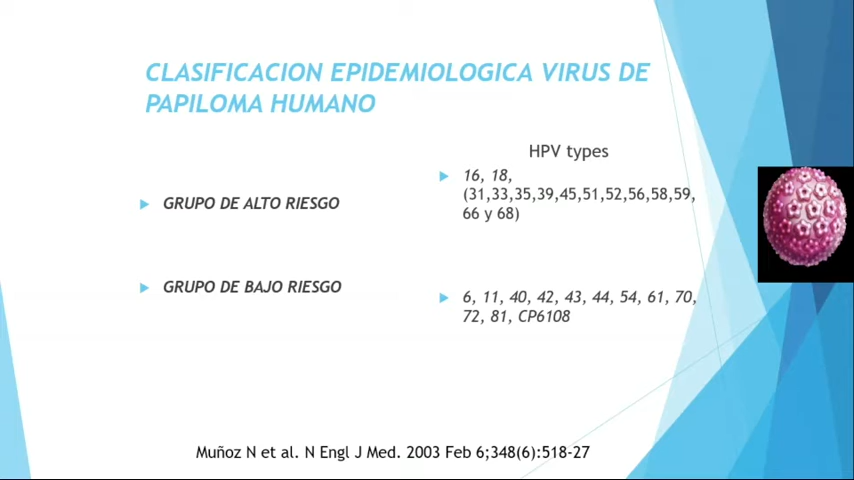 CLASIFICACION EPIDEMIOLOGICA VIRUS DE
PAPILOMA HUMANO
HPV types
GRUPO DE ALTO RIESGO
16, 18,
(31,33,35,39,45,51,52,56,58,59,
66 y 68)
GRUPO DE BAJO RIESGO
6, 11, 40, 42, 43, 44, 54, 61, 70,
72, 81, CP6108
Muñoz N et al. N Engl J Med. 2003 Feb 6;348(6):518-27